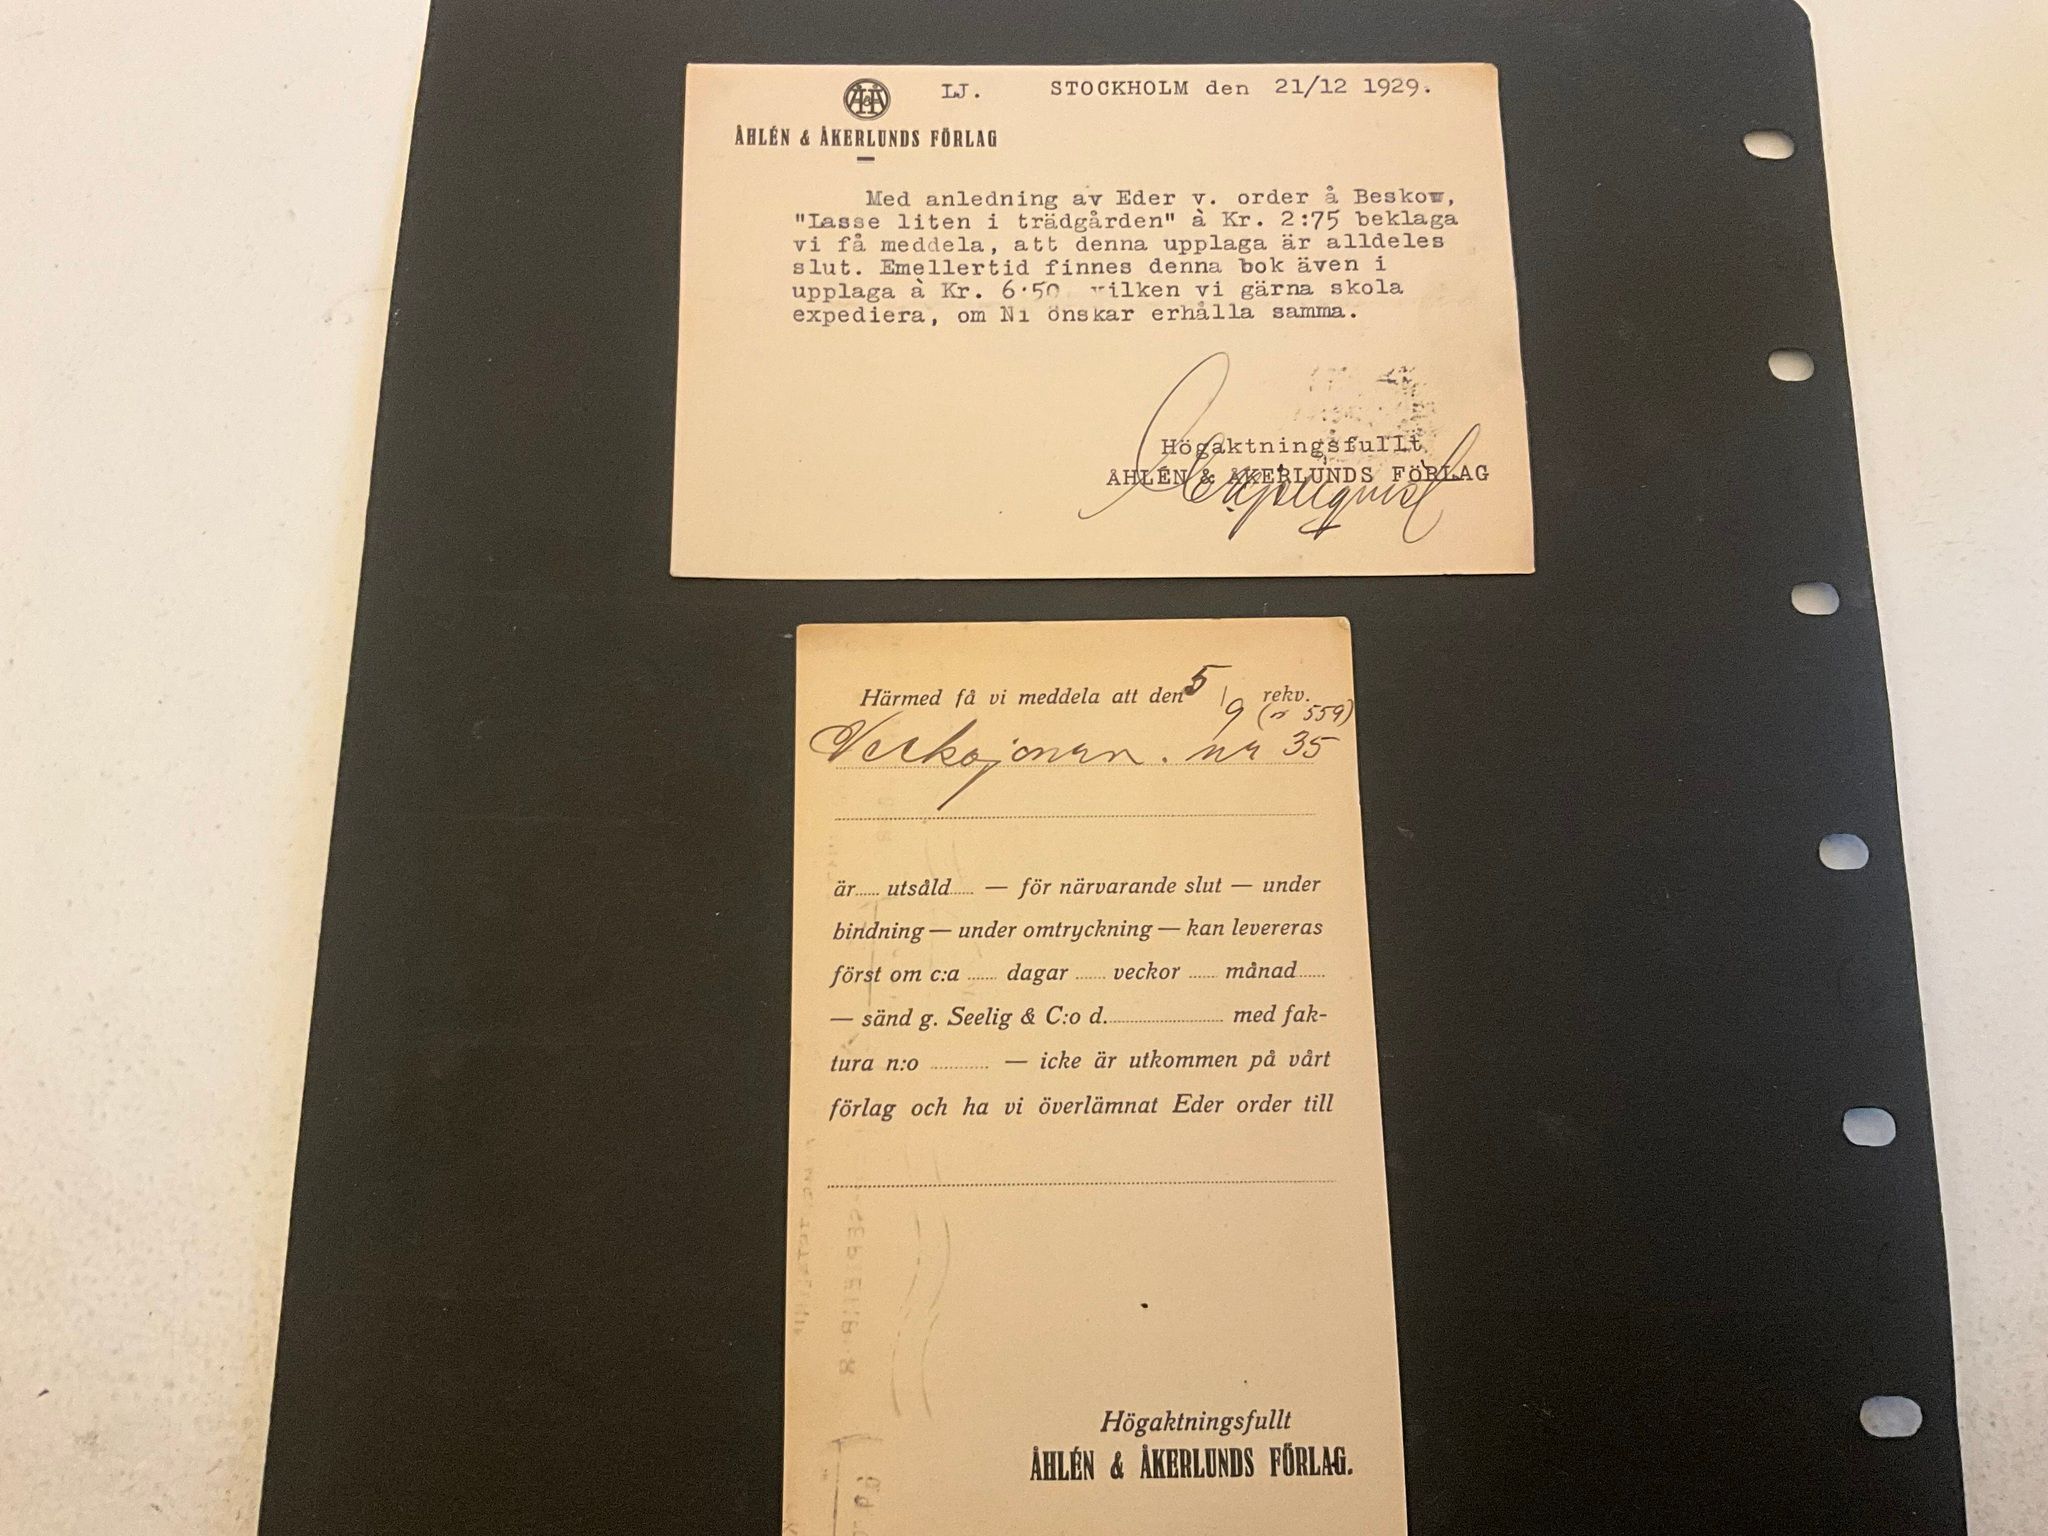 LJ. STOCKHOLM den 21/12 1929.
ÅHLÉN & ÅKERLUNDS FÖRLAG
Med anledning av Eder v. order å Beskow,
"Lasse liten i trädgården" à Kr. 2:75 beklaga
vi få meddela, att denna upplaga är alldeles
slut. Emellertid finnes denna bok även i
upplaga à Kr. 6:50 vilken vi gärna skola
expediera, om Ni önskar erhålla samma.
Högaktningsfullt
ÅHLÉN & ÅKERLUNDS FÖRLAG
Härmed få vi meddela att den 5/9 rekv.
(nr 559)
Veckojourn. nr 35
är...... utsåld...... — för närvarande slut — under
bindning — under omtryckning — kan levereras
först om c:a ...... dagar ...... veckor ...... månad......
— sänd g. Seelig & C:o d......................... med fak-
tura n:o ............ — icke är utkommen på vårt
förlag och ha vi överlämnat Eder order till
Högaktningsfullt
ÅHLÉN & ÅKERLUNDS FÖRLAG.